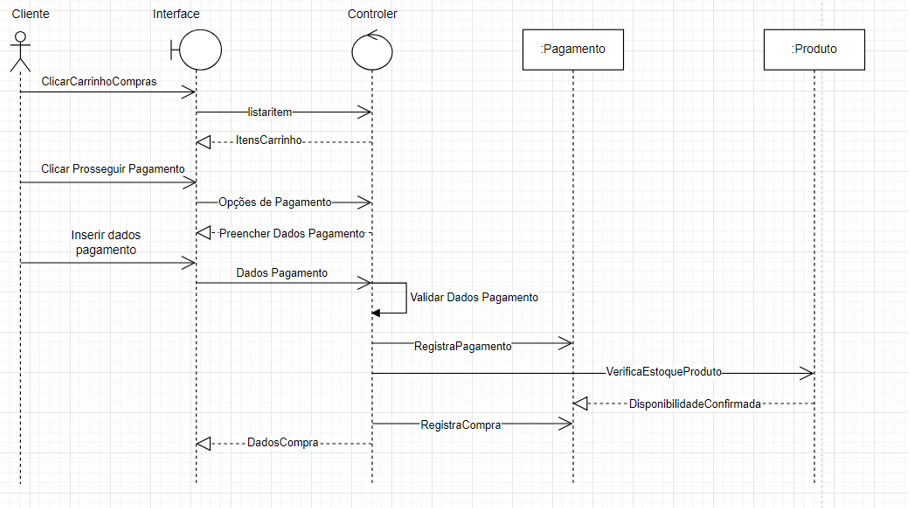 Cliente
Interface
Controler
:Pagamento
:Produto
ClicarCarrinhoCompras
listaritem
ItensCarrinho
Clicar Prosseguir Pagamento
Opções de Pagamento
Preencher Dados Pagamento
Inserir dados
pagamento
Dados Pagamento
Validar Dados Pagamento
RegistraPagamento
VerificaEstoqueProduto
DisponibilidadeConfirmada
RegistraCompra
DadosCompra